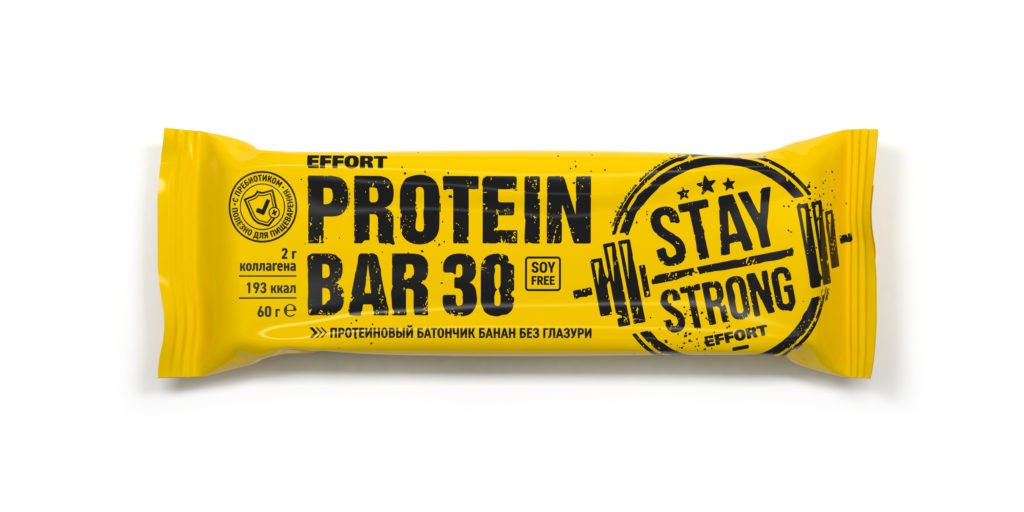 EFFORT
PROTEIN
BAR 30
SOY
FREE
»» ПРОТЕИНОВЫЙ БАТОНЧИК БАНАН БЕЗ ГЛАЗУРИ
• С ПРЕБИОТИКОМ •
ПОЛЕЗНО ДЛЯ ПИЩЕВАРЕНИЯ
2 г
коллагена
193 ккал
60 г ℮
STAY
STRONG
EFFORT